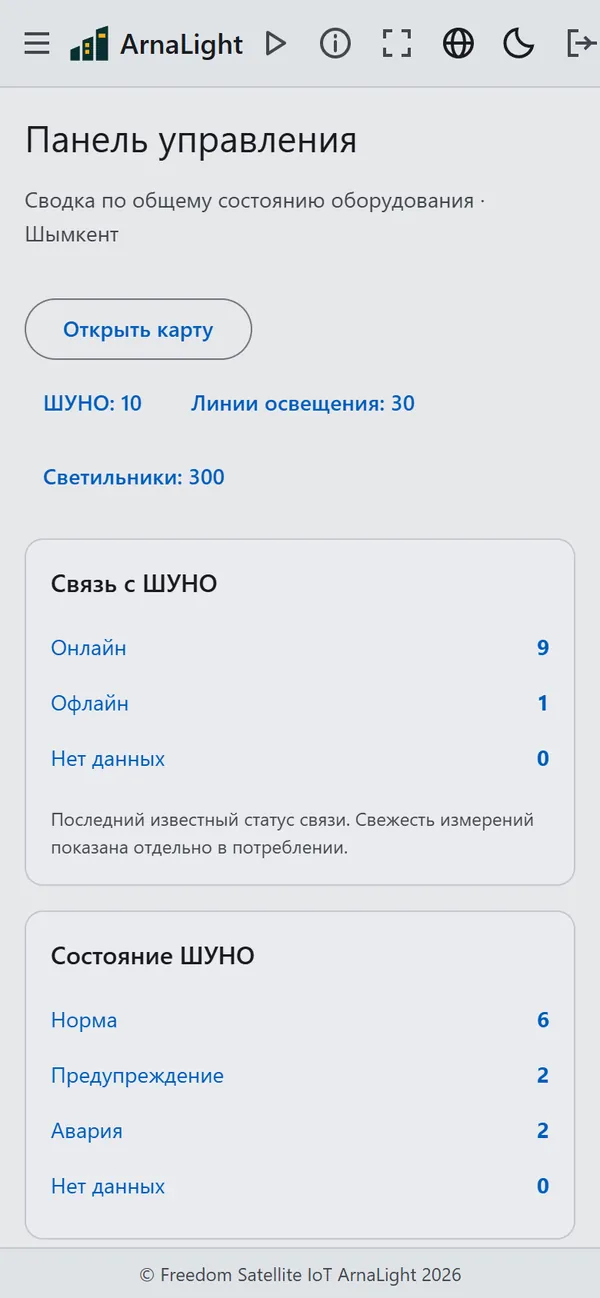 ArnaLight
Панель управления
Сводка по общему состоянию оборудования ·
Шымкент
Открыть карту
ШУНО: 10 Линии освещения: 30
Светильники: 300
Связь с ШУНО
Онлайн 9
Офлайн 1
Нет данных 0
Последний известный статус связи. Свежесть измерений
показана отдельно в потреблении.
Состояние ШУНО
Норма 6
Предупреждение 2
Авария 2
Нет данных 0
© Freedom Satellite IoT ArnaLight 2026